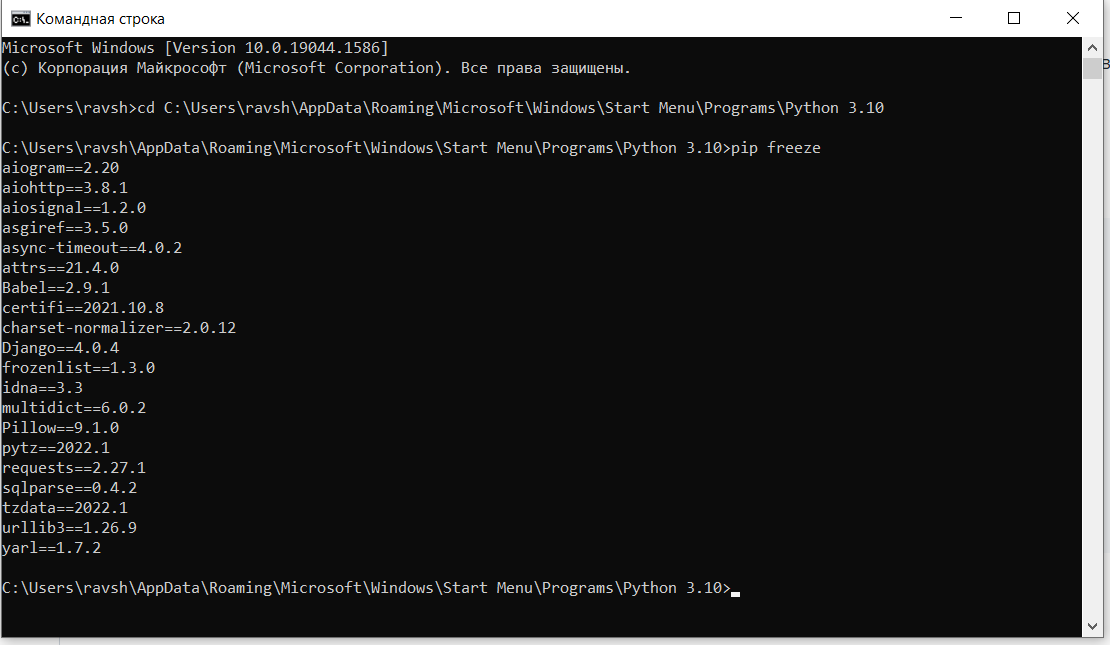 Командная строка
Microsoft Windows [Version 10.0.19044.1586]
(c) Корпорация Майкрософт (Microsoft Corporation). Все права защищены.
C:\Users\ravsh>cd C:\Users\ravsh\AppData\Roaming\Microsoft\Windows\Start Menu\Programs\Python 3.10
C:\Users\ravsh\AppData\Roaming\Microsoft\Windows\Start Menu\Programs\Python 3.10>pip freeze
aiogram==2.20
aiohttp==3.8.1
aiosignal==1.2.0
asgiref==3.5.0
async-timeout==4.0.2
attrs==21.4.0
Babel==2.9.1
certifi==2021.10.8
charset-normalizer==2.0.12
Django==4.0.4
frozenlist==1.3.0
idna==3.3
multidict==6.0.2
Pillow==9.1.0
pytz==2022.1
requests==2.27.1
sqlparse==0.4.2
tzdata==2022.1
urllib3==1.26.9
yarl==1.7.2
C:\Users\ravsh\AppData\Roaming\Microsoft\Windows\Start Menu\Programs\Python 3.10>